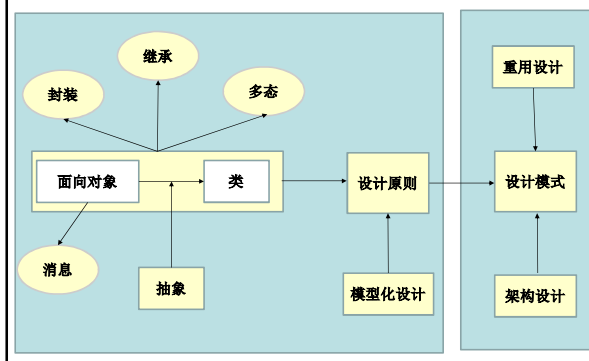 继承
封装
多态
重用设计
面向对象
类
设计原则
设计模式
消息
抽象
模型化设计
架构设计